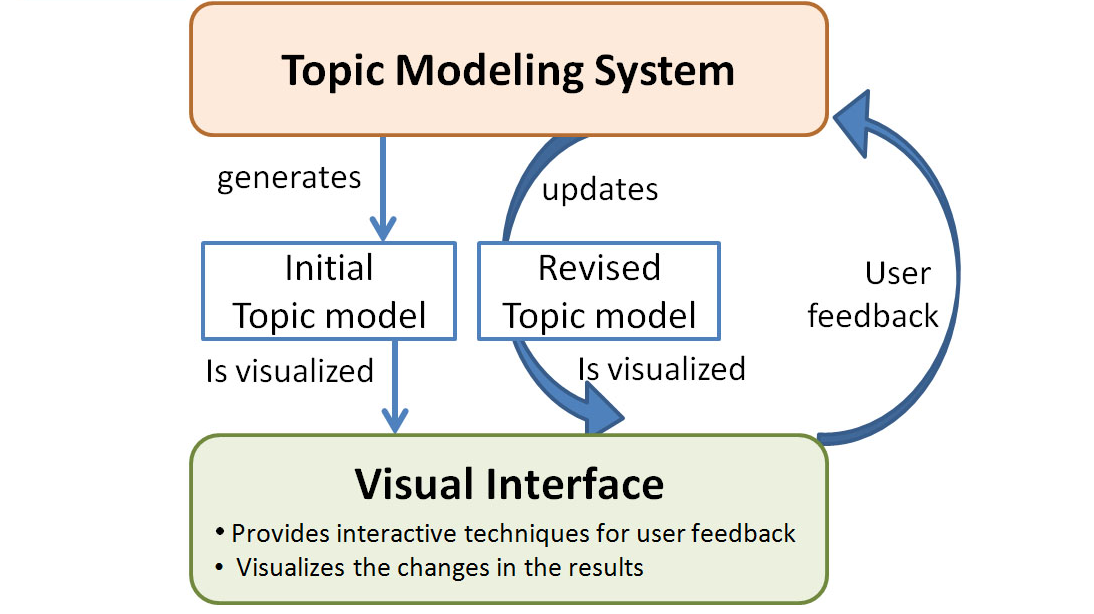 Topic Modeling System
generates
updates
Initial
Topic model
Revised
Topic model
User
feedback
Is visualized
Is visualized
Visual Interface
• Provides interactive techniques for user feedback
• Visualizes the changes in the results